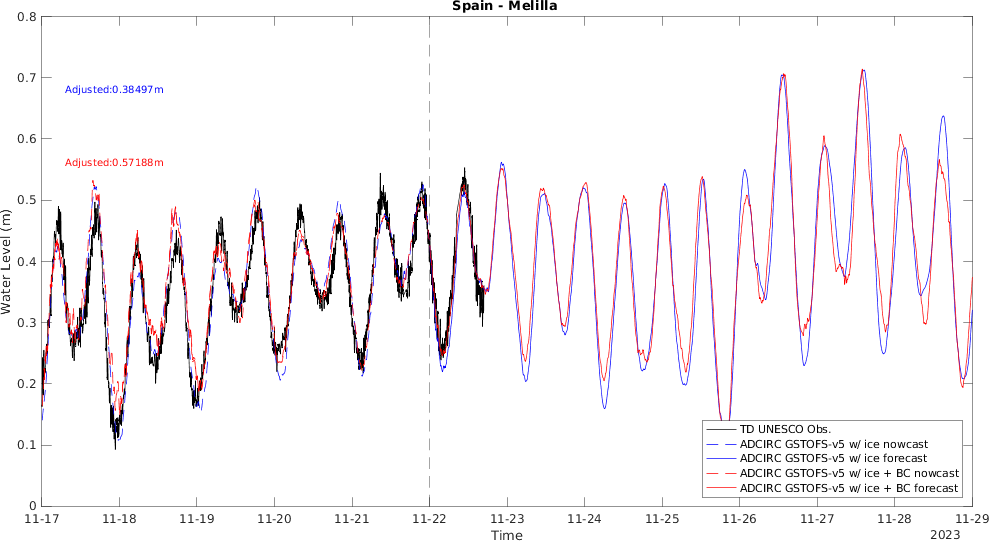 Spain - Melilla
Water Level (m)
0.8
0.7
0.6
0.5
0.4
0.3
0.2
0.1
0
Adjusted:0.38497m
Adjusted:0.57188m
TD UNESCO Obs.
ADCIRC GSTOFS-v5 w/ ice nowcast
ADCIRC GSTOFS-v5 w/ ice forecast
ADCIRC GSTOFS-v5 w/ ice + BC nowcast
ADCIRC GSTOFS-v5 w/ ice + BC forecast
11-17 11-18 11-19 11-20 11-21 11-22 11-23 11-24 11-25 11-26 11-27 11-28 11-29
Time
2023